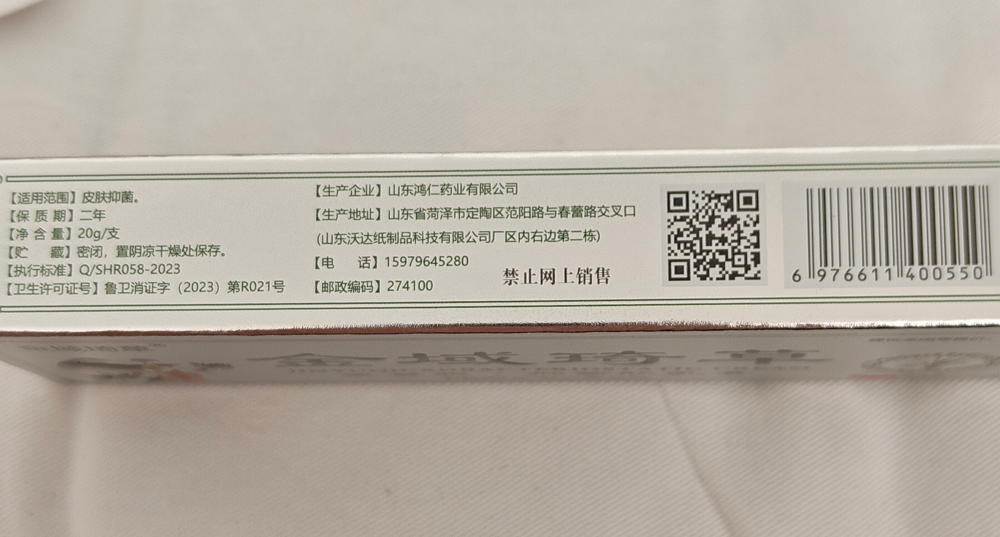 【适用范围】皮肤抑菌。
【保 质 期】二年
【净 含 量】20g/支
【贮 藏】密闭，置阴凉干燥处保存。
【执行标准】Q/SHR058-2023
【卫生许可证号】鲁卫消证字（2023）第R021号
【生产企业】山东鸿仁药业有限公司
【生产地址】山东省菏泽市定陶区范阳路与春蕾路交叉口
(山东沃达纸制品科技有限公司厂区内右边第二栋)
【电 话】15979645280
【邮政编码】274100
禁止网上销售
6 976611 400550